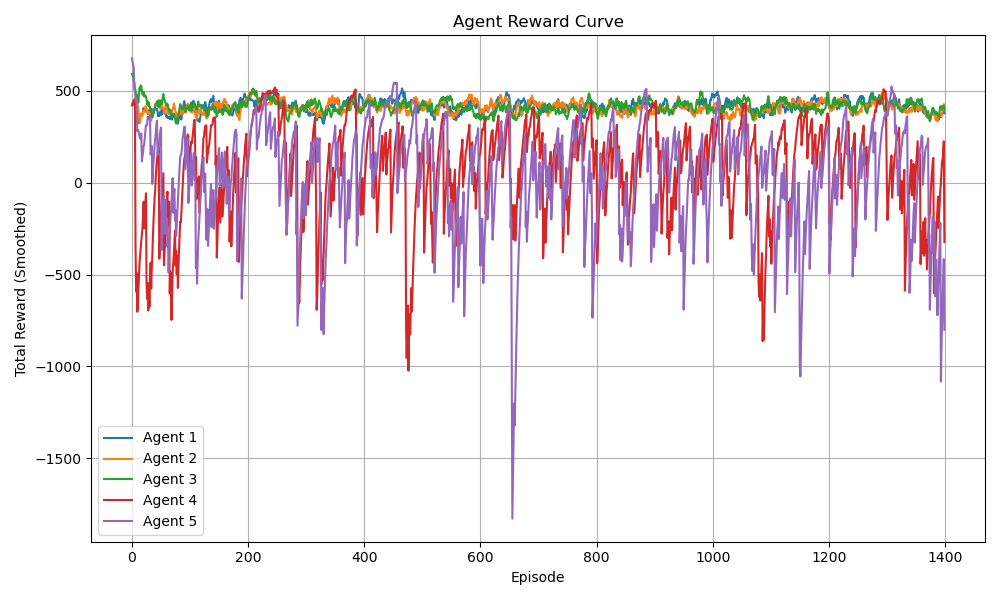 Agent Reward Curve
Total Reward (Smoothed)
500
0
−500
−1000
−1500
Agent 1
Agent 2
Agent 3
Agent 4
Agent 5
0 200 400 600 800 1000 1200 1400
Episode